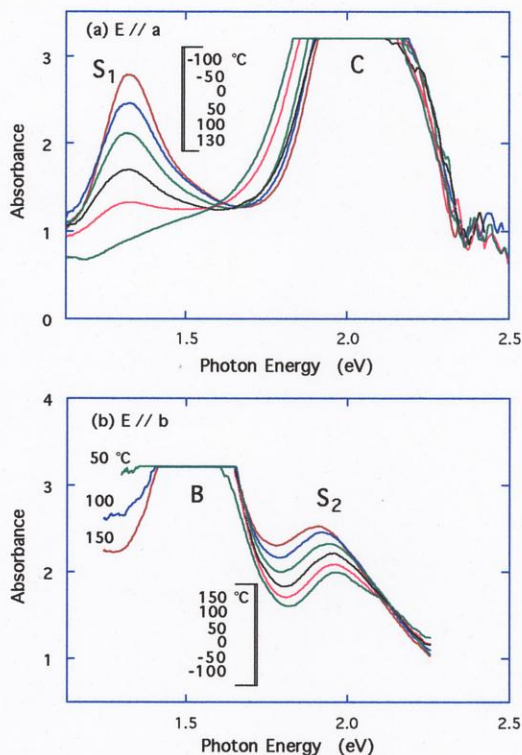 (a) E // a
S1
-100 °C
-50
0
50
100
130
C
3
2
1
0
Absorbance
1.5
2.0
2.5
Photon Energy (eV)
4
(b) E // b
50 °C
3
100
150
B
S2
2
150 °C
100
50
0
-50
-100
1
Absorbance
1.5
2.0
2.5
Photon Energy (eV)